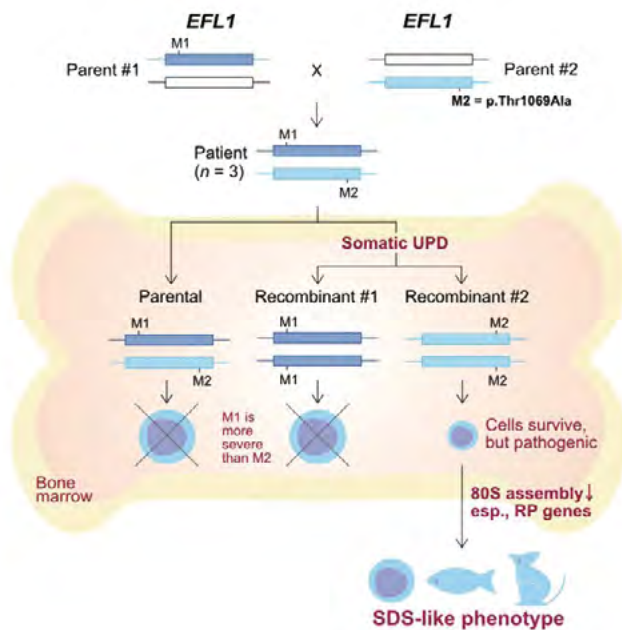 EFL1
EFL1
M1
Parent #1
X
Parent #2
M2 = p.Thr1069Ala
M1
Patient
(n = 3)
M2
Somatic UPD
Parental
Recombinant #1
Recombinant #2
M1
M1
M2
M2
M1
M2
M1 is
more
severe
than M2
Cells survive,
but pathogenic
Bone
marrow
80S assembly↓
esp., RP genes
SDS-like phenotype